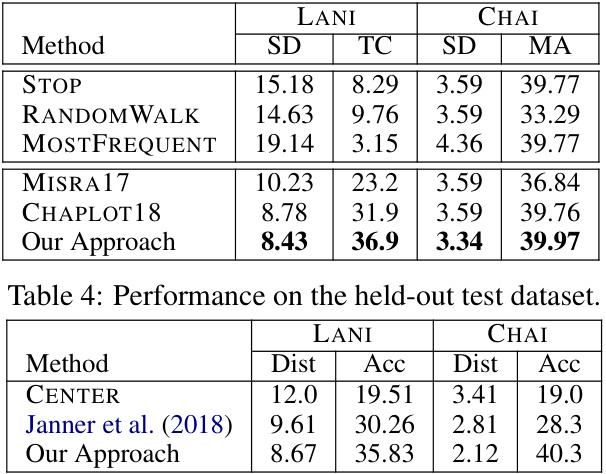 LANI CHAI
Method SD TC SD MA
STOP 15.18 8.29 3.59 39.77
RANDOMWALK 14.63 9.76 3.59 33.29
MOSTFREQUENT 19.14 3.15 4.36 39.77
MISRA17 10.23 23.2 3.59 36.84
CHAPLOT18 8.78 31.9 3.59 39.76
Our Approach 8.43 36.9 3.34 39.97
Table 4: Performance on the held-out test dataset.
LANI CHAI
Method Dist Acc Dist Acc
CENTER 12.0 19.51 3.41 19.0
Janner et al. (2018) 9.61 30.26 2.81 28.3
Our Approach 8.67 35.83 2.12 40.3